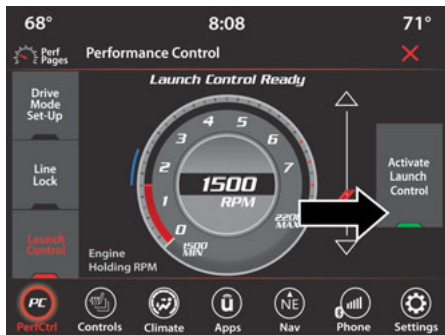 68°
8:08
71°
Perf
Pages
Performance Control
Launch Control Ready
Drive
Mode
Set-Up
Line
Lock
Launch
Control
0
1
2
3
4
5
6
7
1500
RPM
1500
MIN
2200
MAX
Engine
Holding RPM
Activate
Launch
Control
PC
PerfCtrl
Controls
Climate
ū
Apps
NE
Nav
Phone
Settings